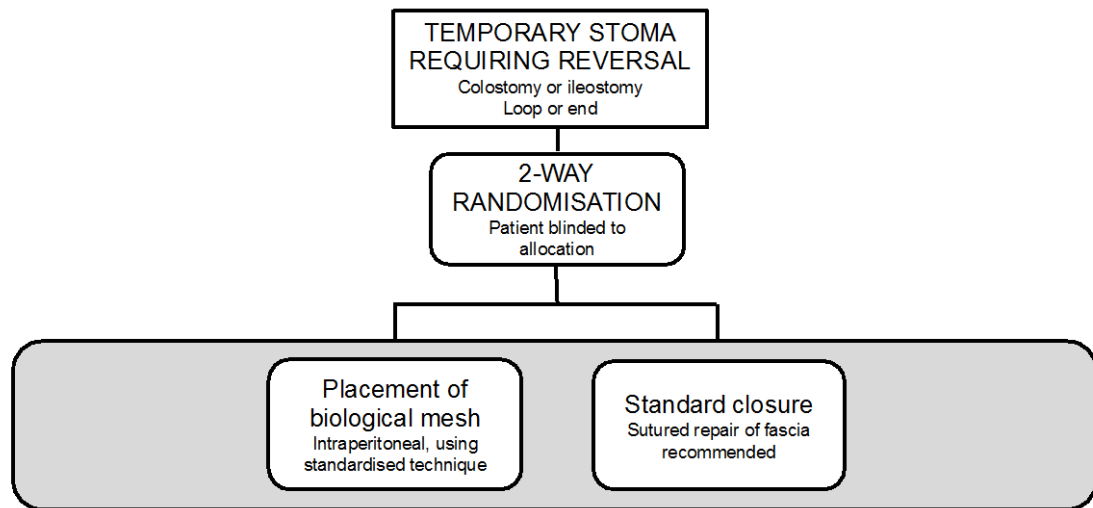 TEMPORARY STOMA
REQUIRING REVERSAL
Colostomy or ileostomy
Loop or end
2-WAY
RANDOMISATION
Patient blinded to
allocation
Placement of
biological mesh
Intraperitoneal, using
standardised technique
Standard closure
Sutured repair of fascia
recommended